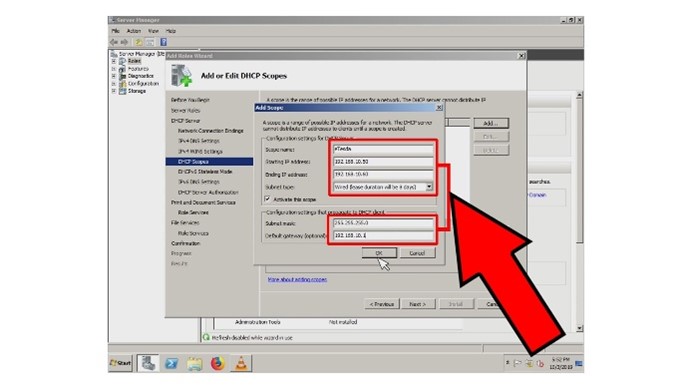 Server Manager
File Action View Help
Server Manager (DE
Roles
Features
Diagnostics
Configuration
Storage
Add Roles Wizard
Add or Edit DHCP Scopes
Before You Begin
Server Roles
DHCP Server
Network Connection Bindings
IPv4 DNS Settings
IPv4 WINS Settings
DHCP Scopes
DHCPv6 Stateless Mode
IPv6 DNS Settings
DHCP Server Authorization
Print and Document Services
Role Services
File Services
Role Services
Confirmation
Progress
Results
A scope is the range of possible IP addresses for a network. The DHCP server cannot distribute IP
Add...
Edit...
Delete
Add Scope
A scope is a range of possible IP addresses for a network. The DHCP server
cannot distribute IP addresses to clients until a scope is created.
Configuration settings for DHCP Server
Scope name:
Starting IP address: 192.168.10.50
Ending IP address: 192.168.10.60
Subnet type: Wired (lease duration will be 8 days)
Activate this scope
Configuration settings that propagate to DHCP client
Subnet mask: 255.255.255.0
Default gateway (optional): 192.168.10.1
OK Cancel
More about adding scopes
< Previous Next > Install
searches.
Administration Tools Not installed
Refresh disabled while wizard in use
Start
5:52 PM